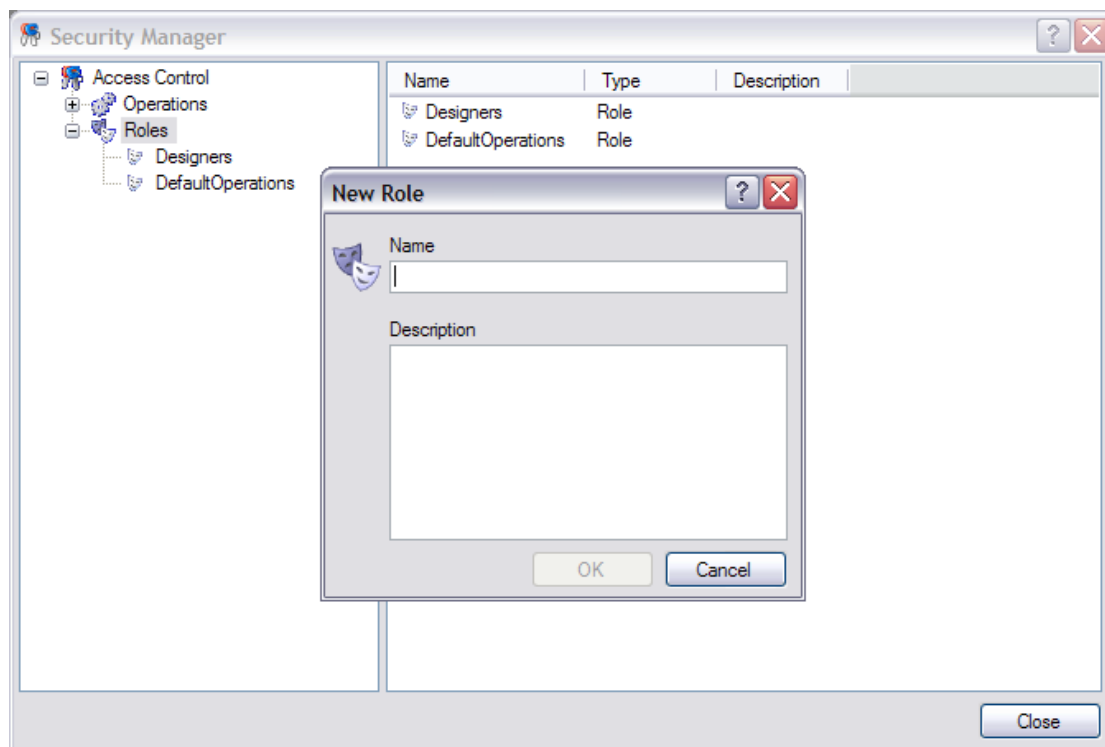 Security Manager
Access Control
Operations
Roles
Designers
DefaultOperations
Name Type Description
Designers Role
DefaultOperations Role
New Role
Name
Description
OK Cancel
Close